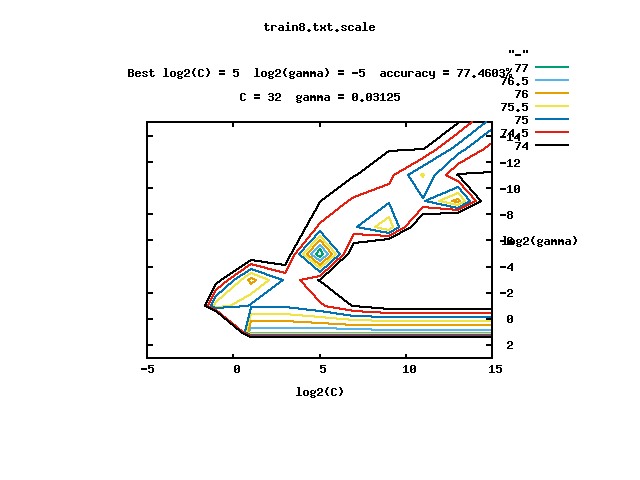 train8.txt.scale
"-"
Best log2(C) = 5  log2(gamma) = -5  accuracy = 77.4603%
77
76.5
C = 32  gamma = 0.03125
76
75.5
75
74.5
74
-14
-12
-10
-8
-6
log2(gamma)
-4
-2
0
2
-5 0 5 10 15
log2(C)